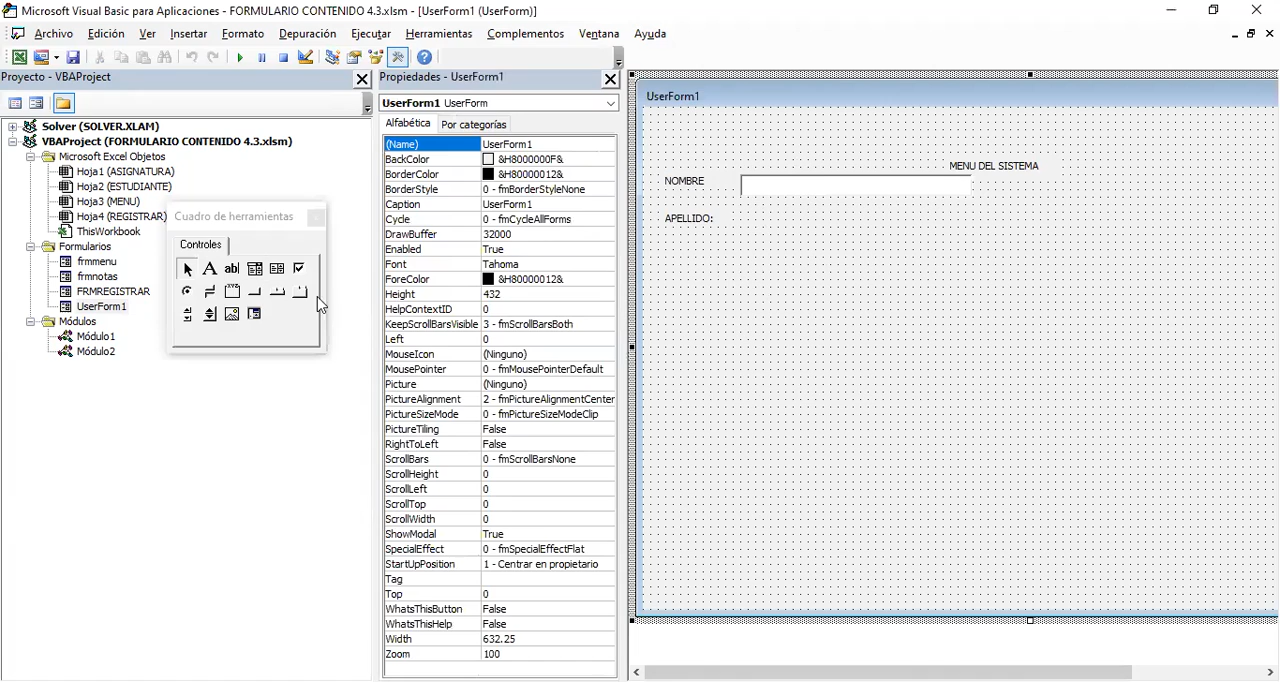 Microsoft Visual Basic para Aplicaciones - FORMULARIO CONTENIDO 4.3.xlsm - [UserForm1 (UserForm)]
Archivo Edición Ver Insertar Formato Depuración Ejecutar Herramientas Complementos Ventana Ayuda
Proyecto - VBAProject
Solver (SOLVER.XLAM)
VBAProject (FORMULARIO CONTENIDO 4.3.xlsm)
Microsoft Excel Objetos
Hoja1 (ASIGNATURA)
Hoja2 (ESTUDIANTE)
Hoja3 (MENU)
Hoja4 (REGISTRAR)
ThisWorkbook
Formularios
frmmenu
frmnotas
FRMREGISTRAR
UserForm1
Módulos
Módulo1
Módulo2
Cuadro de herramientas
Controles
A ab|
Propiedades - UserForm1
UserForm1 UserForm
Alfabética Por categorías
(Name) UserForm1
BackColor &H8000000F&
BorderColor &H80000012&
BorderStyle 0 - fmBorderStyleNone
Caption UserForm1
Cycle 0 - fmCycleAllForms
DrawBuffer 32000
Enabled True
Font Tahoma
ForeColor &H80000012&
Height 432
HelpContextID 0
KeepScrollBarsVisible 3 - fmScrollBarsBoth
Left 0
MouseIcon (Ninguno)
MousePointer 0 - fmMousePointerDefault
Picture (Ninguno)
PictureAlignment 2 - fmPictureAlignmentCenter
PictureSizeMode 0 - fmPictureSizeModeClip
PictureTiling False
RightToLeft False
ScrollBars 0 - fmScrollBarsNone
ScrollHeight 0
ScrollLeft 0
ScrollTop 0
ScrollWidth 0
ShowModal True
SpecialEffect 0 - fmSpecialEffectFlat
StartUpPosition 1 - Centrar en propietario
Tag
Top 0
WhatsThisButton False
WhatsThisHelp False
Width 632.25
Zoom 100
UserForm1
MENU DEL SISTEMA
NOMBRE
APELLIDO: